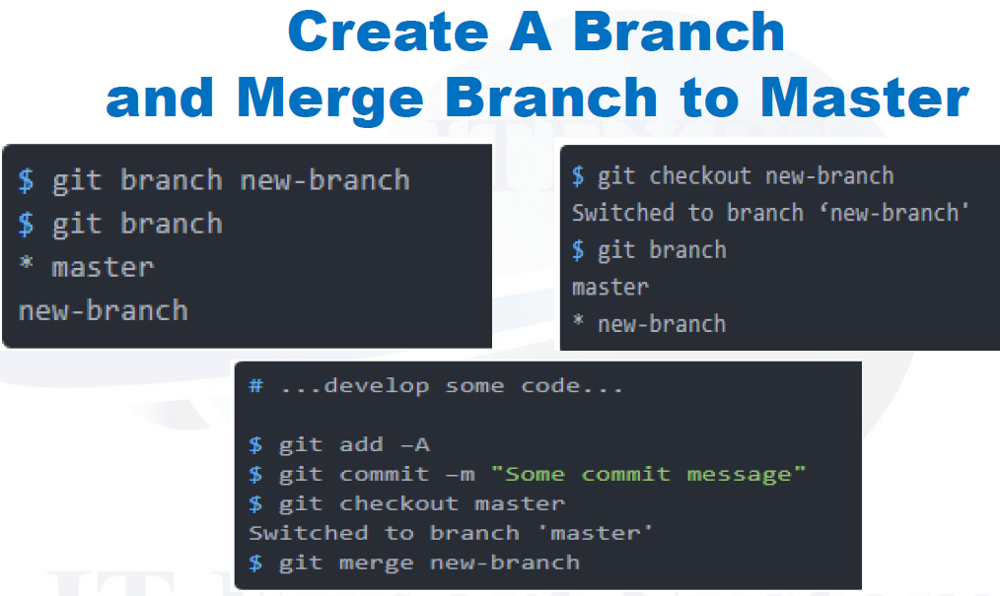 Create A Branch
and Merge Branch to Master
$ git branch new-branch
$ git branch
* master
new-branch
$ git checkout new-branch
Switched to branch ‘new-branch'
$ git branch
master
* new-branch
# ...develop some code...
$ git add –A
$ git commit –m "Some commit message"
$ git checkout master
Switched to branch 'master'
$ git merge new-branch